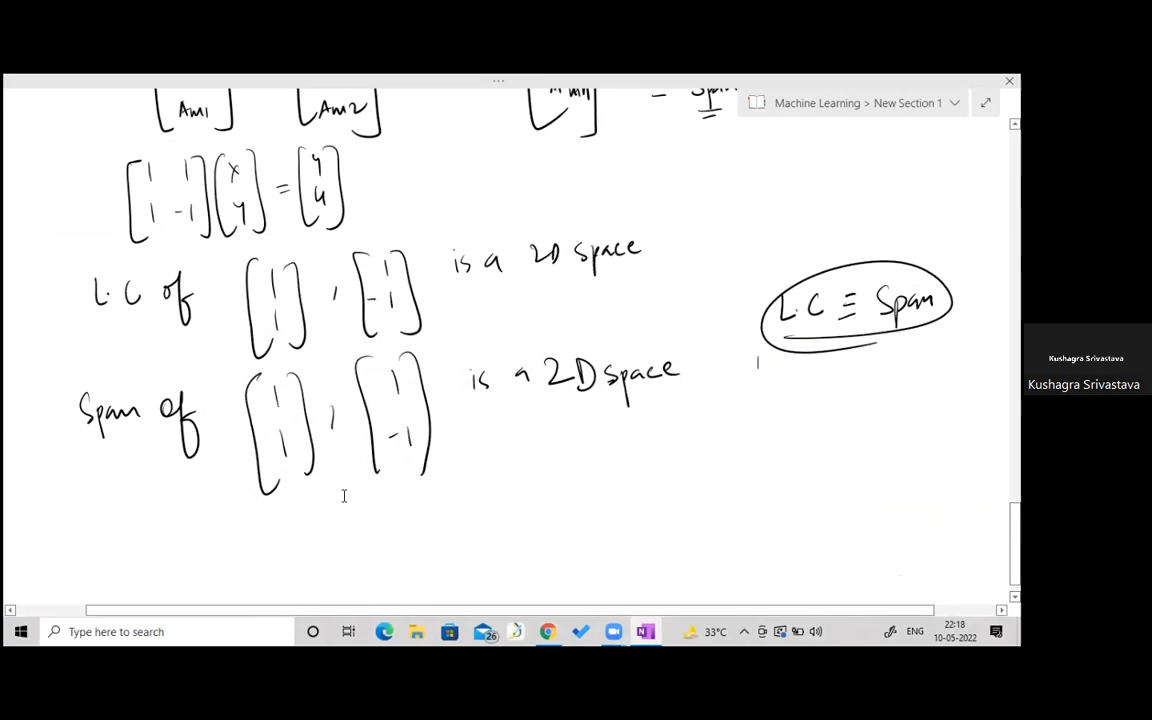 Machine Learning > New Section 1
[Am1] [Am2] = Span
[1 1 1 -1] (x y) = [4 4]
L.C of [1 1] , [1 -1] is a 2D space
L.C ≡ Span
Span of (1 1) , (1 -1) is a 2D space
Kushagra Srivastava
Kushagra Srivastava
Type here to search
26
33°C
ENG
22:18
10-05-2022